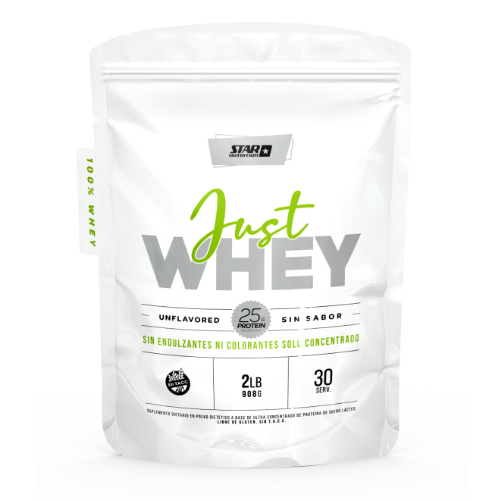 STAR
NUTRITION
100% WHEY
Just
WHEY
UNFLAVORED
25G
PROTEIN
SIN SABOR
SIN ENDULZANTES NI COLORANTES SOLO CONCENTRADO
SIN T.A.C.C.
2LB
908G
30
SERV.
SUPLEMENTO DIETARIO EN POLVO DIETÉTICO A BASE DE ULTRA CONCENTRADO DE PROTEINA DE SUERO LÁCTEO.
LIBRE DE GLUTEN. SIN T.A.C.C.